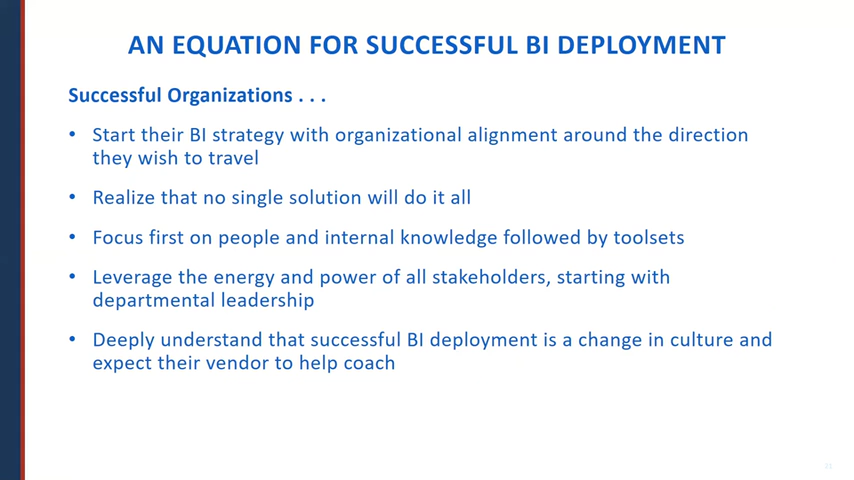 AN EQUATION FOR SUCCESSFUL BI DEPLOYMENT
Successful Organizations . . .
• Start their BI strategy with organizational alignment around the direction
they wish to travel
• Realize that no single solution will do it all
• Focus first on people and internal knowledge followed by toolsets
• Leverage the energy and power of all stakeholders, starting with
departmental leadership
• Deeply understand that successful BI deployment is a change in culture and
expect their vendor to help coach